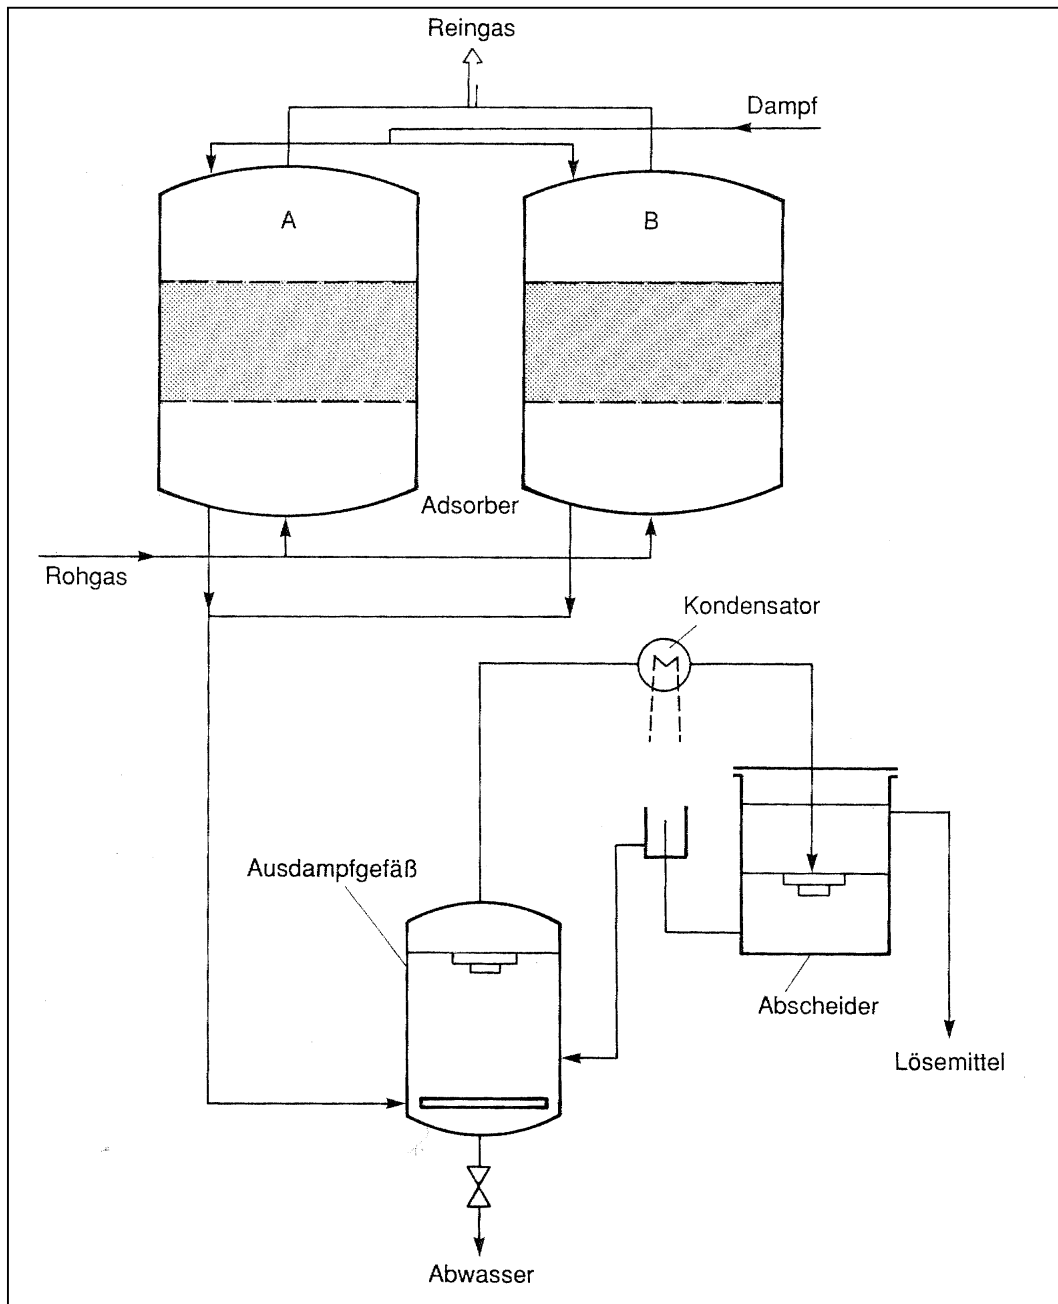 Reingas
Dampf
A
B
Adsorber
Rohgas
Kondensator
Ausdampfgefäß
Abscheider
Lösemittel
Abwasser